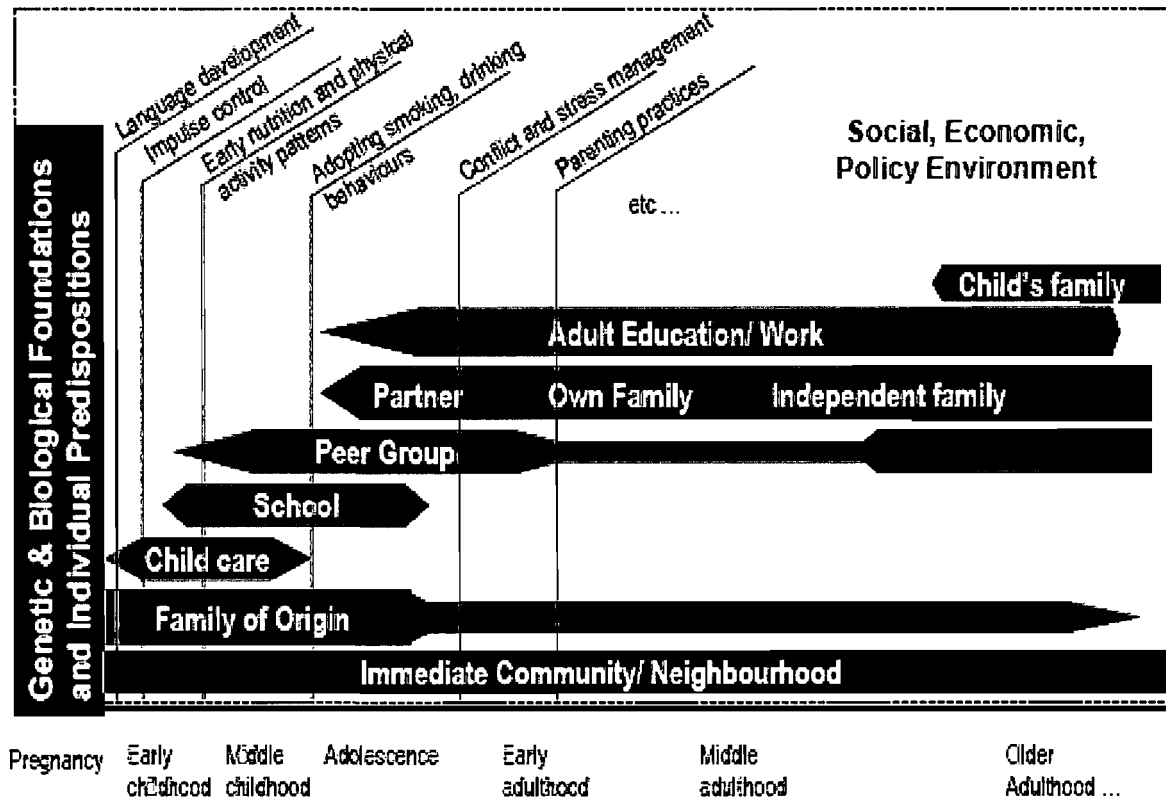 Language development
Impulse control
Early nutrition and physical
activity patterns
Adopting smoking, drinking
behaviours
Conflict and stress management
Parenting practices
etc ...
Social, Economic,
Policy Environment
Genetic & Biological Foundations
and Individual Predispositions
Child's family
Adult Education/ Work
Partner Own Family Independent family
Peer Group
School
Child care
Family of Origin
Immediate Community/ Neighbourhood
Pregnancy
Early
childhood
Middle
childhood
Adolescence
Early
adulthood
Middle
adulthood
Older
Adulthood ...